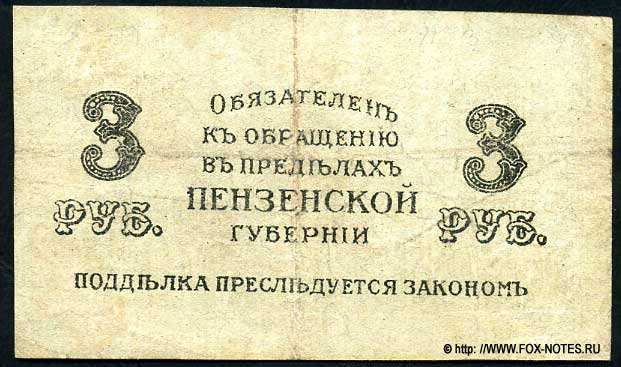 3 3
ОБЯЗАТЕЛЕНЪ
КЪ ОБРАЩЕНІЮ
ВЪ ПРЕДѢЛАХЪ
ПЕНЗЕНСКОЙ
РУБ. РУБ.
ГУБЕРНІИ
ПОДДѢЛКА ПРЕСЛѢДУЕТСЯ ЗАКОНОМЪ
© http: //WWW.FOX-NOTES.RU